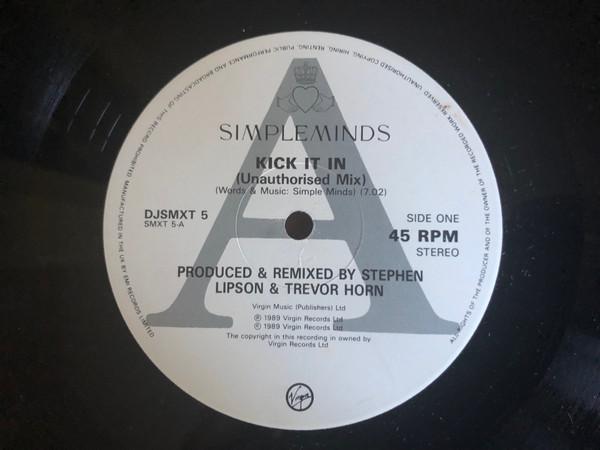 ALL RIGHTS OF THE PRODUCER AND OF THE OWNER OF THE RECORDED WORK RESERVED UNAUTHORISED COPYING, HIRING, RENTING, PUBLIC PERFORMANCE AND BROADCASTING OF THIS RECORD PROHIBITED MANUFACTURED IN THE UK BY EMI RECORDS LIMITED
A
SIMPLE MINDS
KICK IT IN
(Unauthorised Mix)
(Words & Music: Simple Minds) (7.02)
DJSMXT 5
SMXT 5-A
SIDE ONE
45 RPM
STEREO
PRODUCED & REMIXED BY STEPHEN
LIPSON & TREVOR HORN
Virgin Music (Publishers) Ltd
℗ 1989 Virgin Records Ltd
© 1989 Virgin Records Ltd
The copyright in this recording in owned by
Virgin Records Ltd
Virgin